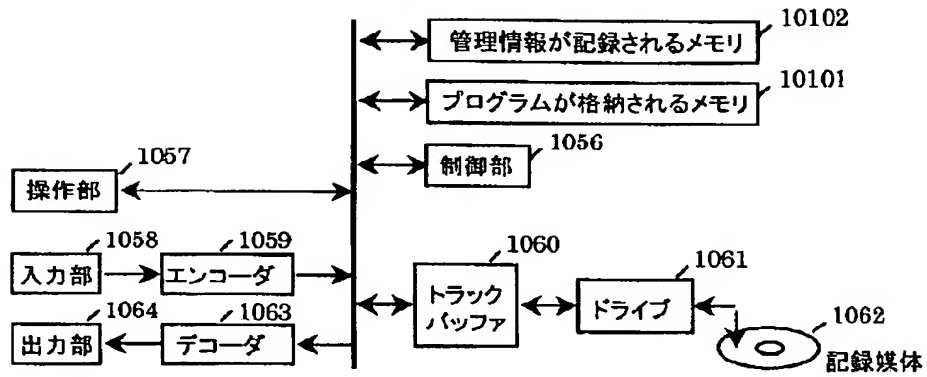 10102
管理情報が記録されるメモリ
10101
プログラムが格納されるメモリ
1056
制御部
1057
操作部
1058
入力部
1059
エンコーダ
1060
トラック
バッファ
1061
ドライブ
1062
記録媒体
1064
出力部
1063
デコーダ